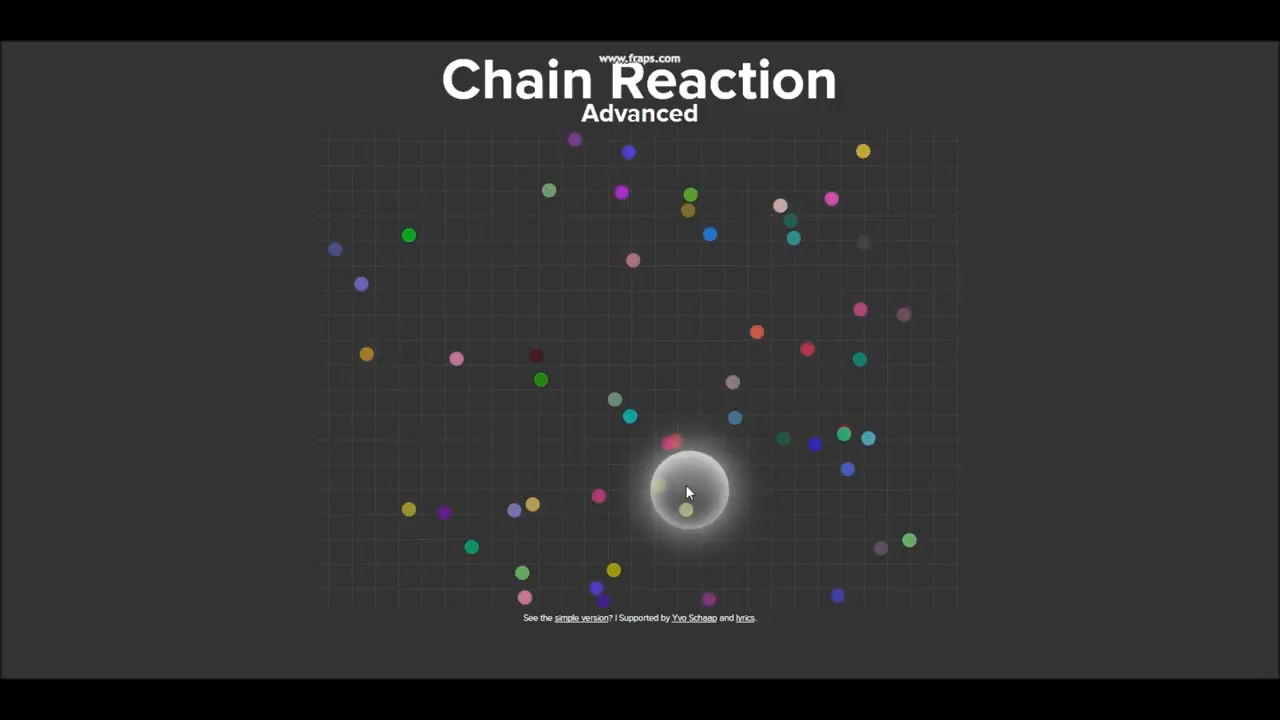 www.fraps.com
Chain Reaction
Advanced
See the simple version? | Supported by Yvo Schaap and lyrics.